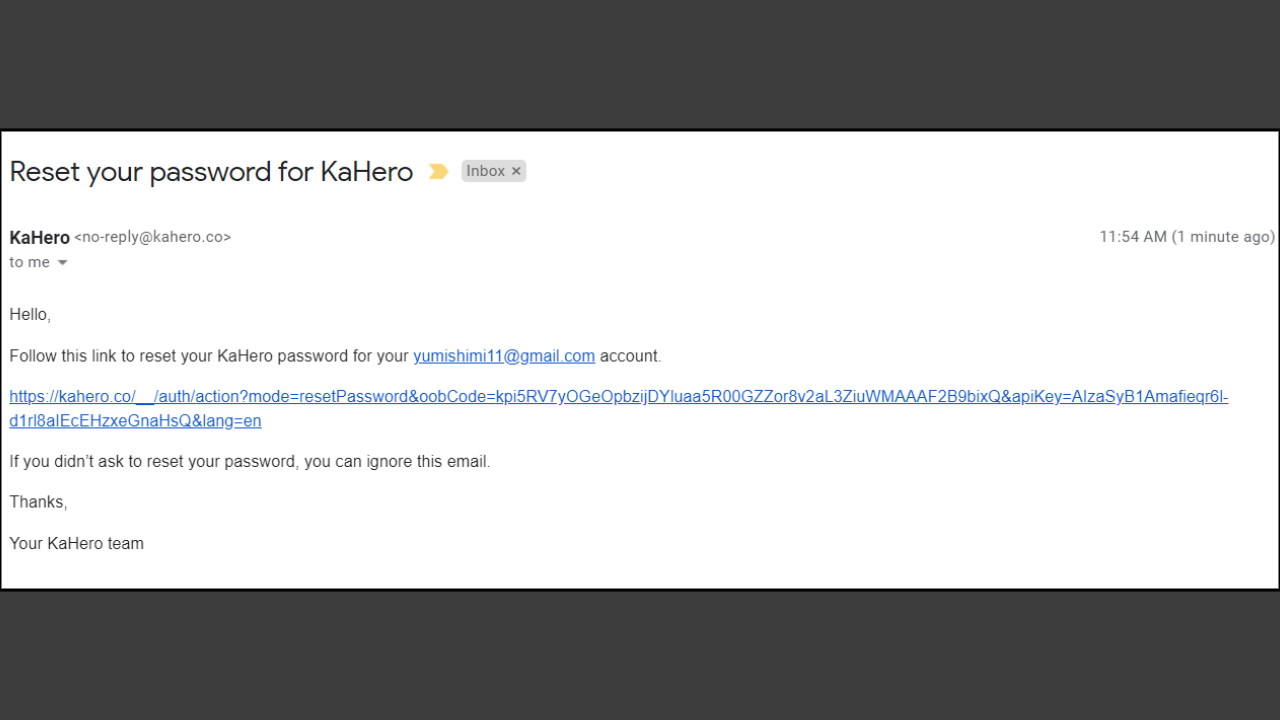 Reset your password for KaHero Inbox ×
KaHero <no-reply@kahero.co> 11:54 AM (1 minute ago)
to me
Hello,
Follow this link to reset your KaHero password for your yumishimi11@gmail.com account.
https://kahero.co/__/auth/action?mode=resetPassword&oobCode=kpi5RV7yOGeOpbzijDYluaa5R00GZZor8v2aL3ZiuWMAAAF2B9bixQ&apiKey=AIzaSyB1Amafieqr6l-
d1rl8aIEcEHzxeGnaHsQ&lang=en
If you didn’t ask to reset your password, you can ignore this email.
Thanks,
Your KaHero team